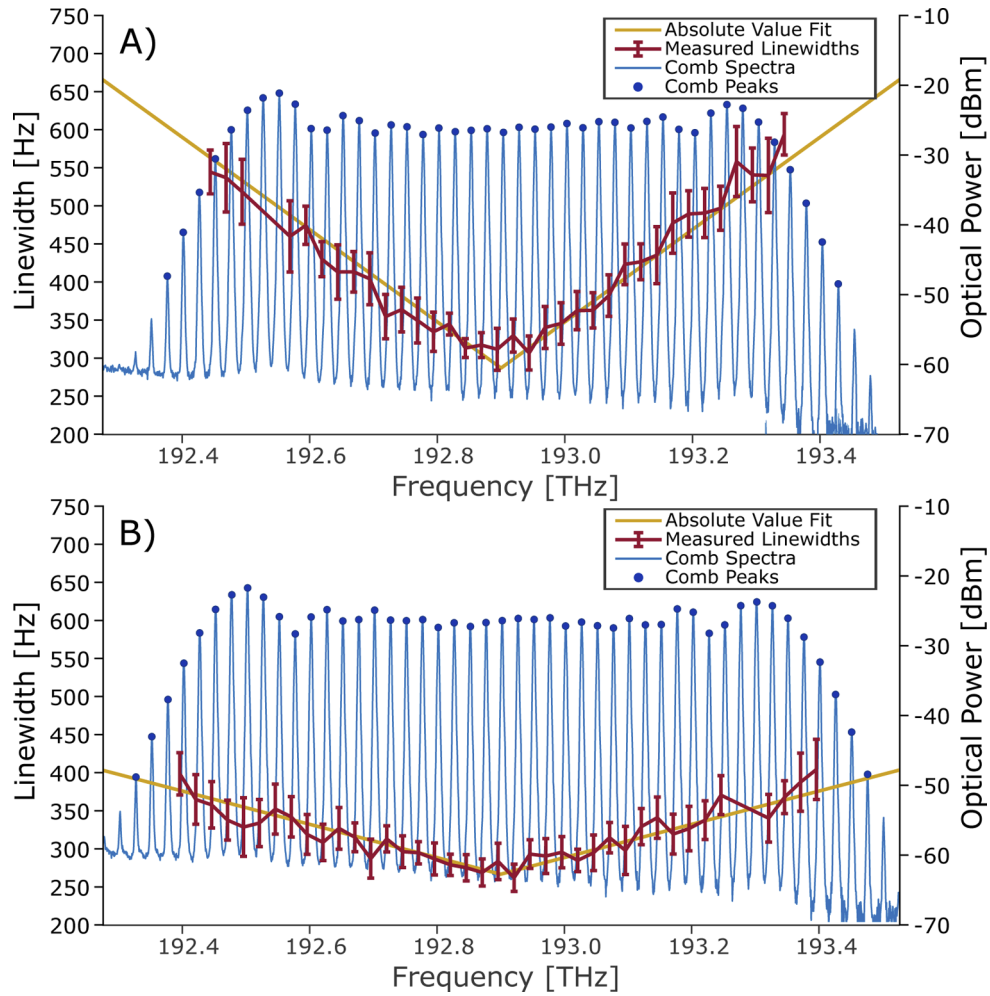 A)
Absolute Value Fit
Measured Linewidths
Comb Spectra
Comb Peaks
Linewidth [Hz]
750
700
650
600
550
500
450
400
350
300
250
200
Optical Power [dBm]
-10
-20
-30
-40
-50
-60
-70
192.4 192.6 192.8 193.0 193.2 193.4
Frequency [THz]
B)
Absolute Value Fit
Measured Linewidths
Comb Spectra
Comb Peaks
Linewidth [Hz]
750
700
650
600
550
500
450
400
350
300
250
200
Optical Power [dBm]
-10
-20
-30
-40
-50
-60
-70
192.4 192.6 192.8 193.0 193.2 193.4
Frequency [THz]